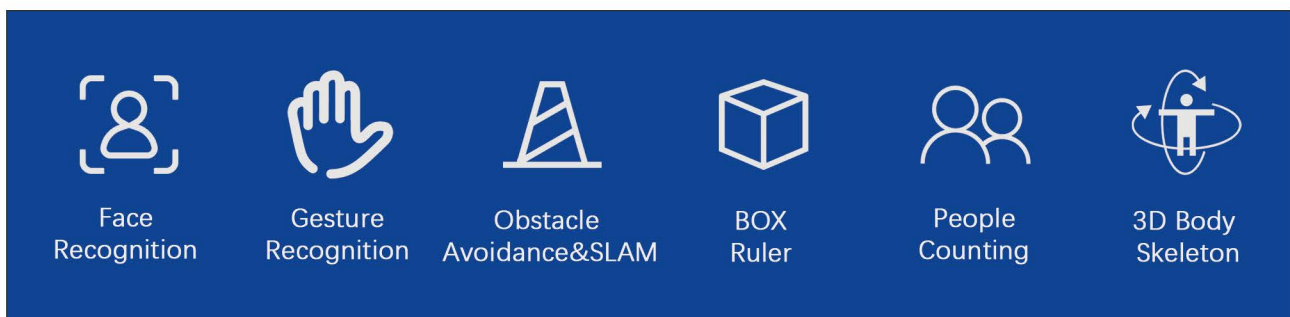 Face
Recognition
Gesture
Recognition
Obstacle
Avoidance&SLAM
BOX
Ruler
People
Counting
3D Body
Skeleton